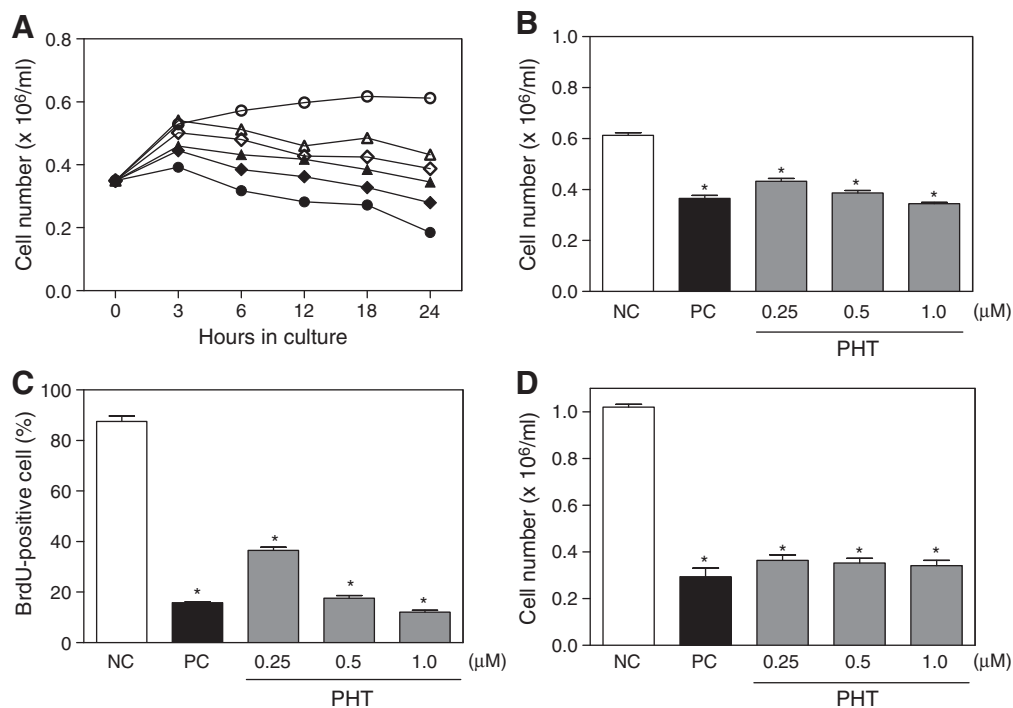 A
Cell number (x 10⁶/ml)
0.8
0.6
0.4
0.2
0.0
0 3 6 12 18 24
Hours in culture
B
Cell number (x 10⁶/ml)
1.0
0.8
0.6
0.4
0.2
0.0
* * * *
NC PC 0.25 0.5 1.0 (μM)
PHT
C
BrdU-positive cell (%)
100
80
60
40
20
0
* * * *
NC PC 0.25 0.5 1.0 (μM)
PHT
D
Cell number (x 10⁶/ml)
1.0
0.8
0.6
0.4
0.2
0.0
* * * *
NC PC 0.25 0.5 1.0 (μM)
PHT